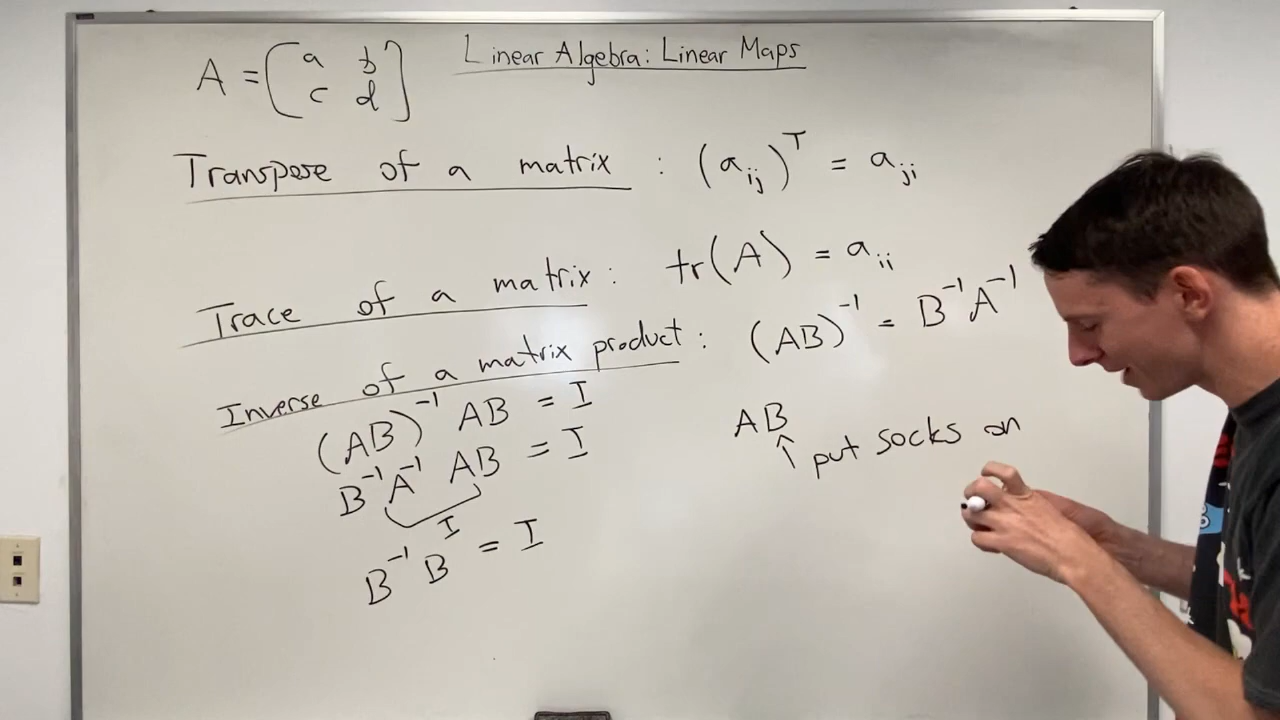 Linear Algebra: Linear Maps
A = (a b
c d)
Transpose of a matrix : (a_ij)^T = a_ji
Trace of a matrix : tr(A) = a_ii
Inverse of a matrix product : (AB)^-1 = B^-1 A^-1
(AB)^-1 AB = I
B^-1 A^-1 AB = I
I
B^-1 B = I
AB
↑ put socks on